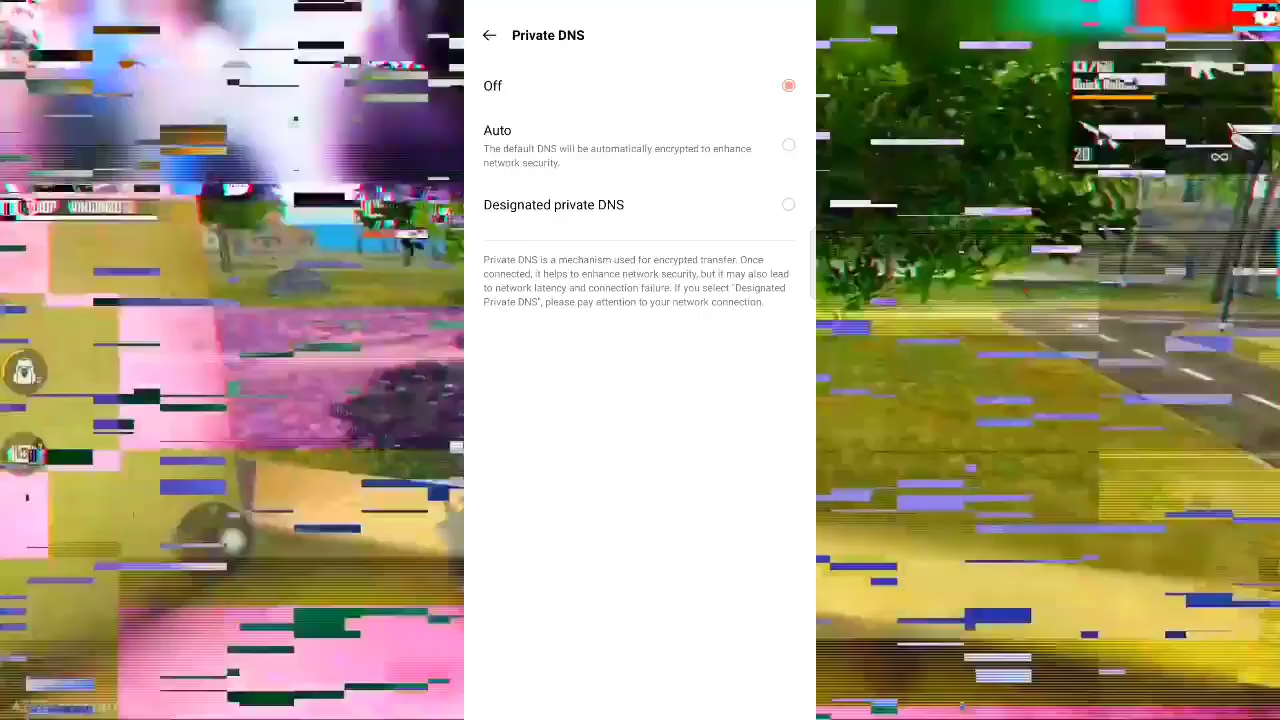 Private DNS
Off
Auto
The default DNS will be automatically encrypted to enhance
network security.
Designated private DNS
Private DNS is a mechanism used for encrypted transfer. Once
connected, it helps to enhance network security, but it may also lead
to network latency and connection failure. If you select "Designated
Private DNS", please pay attention to your network connection.
20
∞